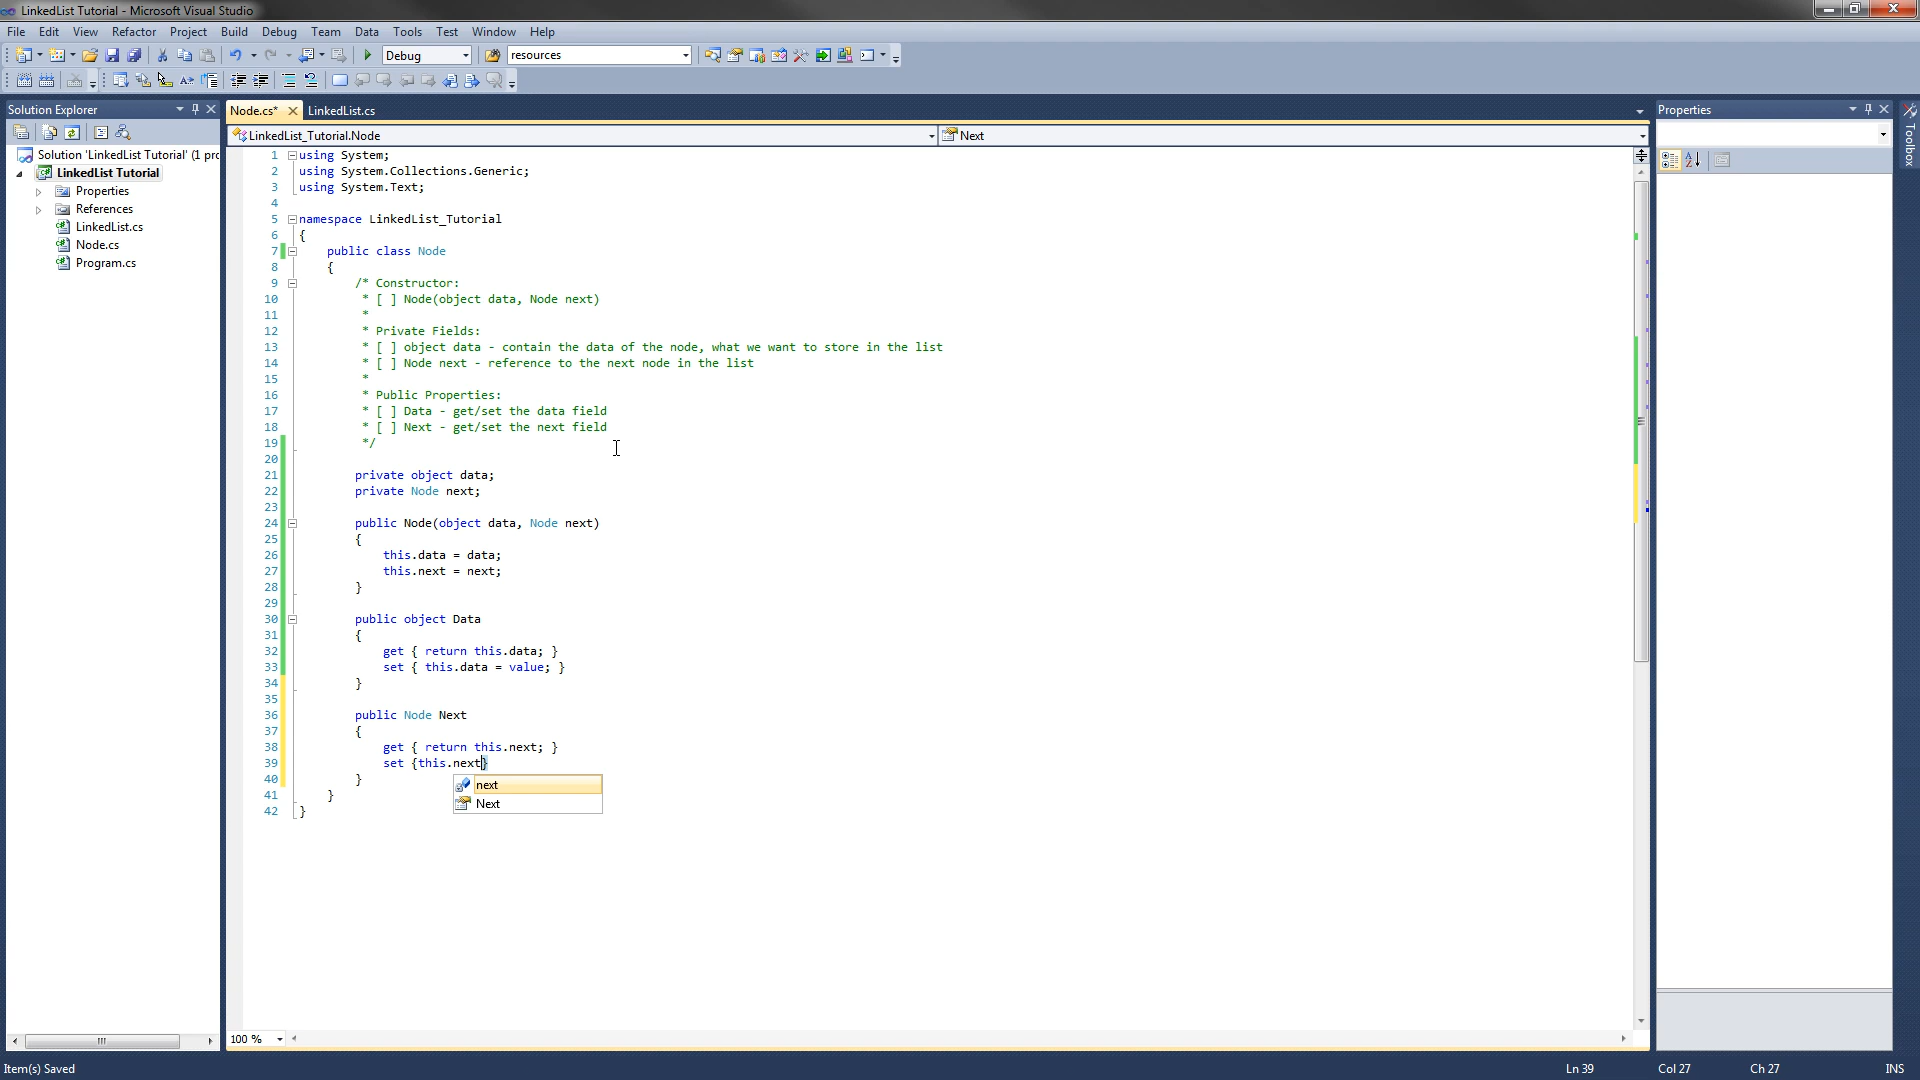 LinkedList Tutorial - Microsoft Visual Studio
File Edit View Refactor Project Build Debug Team Data Tools Test Window Help
Debug resources
Solution Explorer
Solution 'LinkedList Tutorial' (1 pro
LinkedList Tutorial
Properties
References
LinkedList.cs
Node.cs
Program.cs
Node.cs* LinkedList.cs
LinkedList_Tutorial.Node Next
1 using System;
2 using System.Collections.Generic;
3 using System.Text;
4
5 namespace LinkedList_Tutorial
6 {
7 public class Node
8 {
9 /* Constructor:
10 * [ ] Node(object data, Node next)
11 *
12 * Private Fields:
13 * [ ] object data - contain the data of the node, what we want to store in the list
14 * [ ] Node next - reference to the next node in the list
15 *
16 * Public Properties:
17 * [ ] Data - get/set the data field
18 * [ ] Next - get/set the next field
19 */
20
21 private object data;
22 private Node next;
23
24 public Node(object data, Node next)
25 {
26 this.data = data;
27 this.next = next;
28 }
29
30 public object Data
31 {
32 get { return this.data; }
33 set { this.data = value; }
34 }
35
36 public Node Next
37 {
38 get { return this.next; }
39 set {this.next}
40 }
41 }
42 }
next
Next
100 %
Properties
Toolbox
Item(s) Saved Ln 39 Col 27 Ch 27 INS